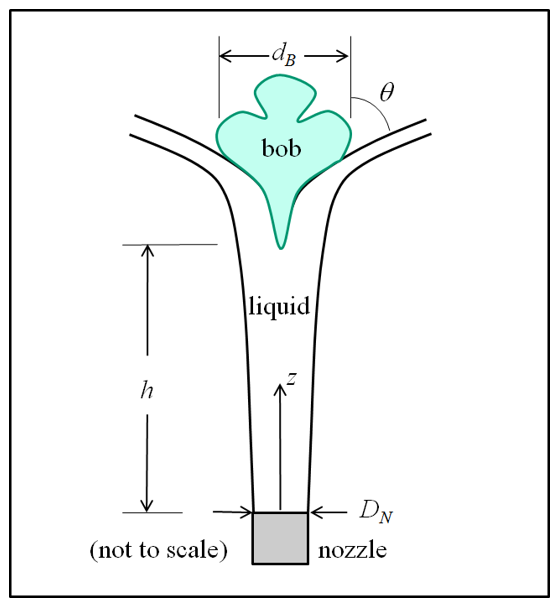 d_B
θ
bob
liquid
z
h
D_N
(not to scale) nozzle